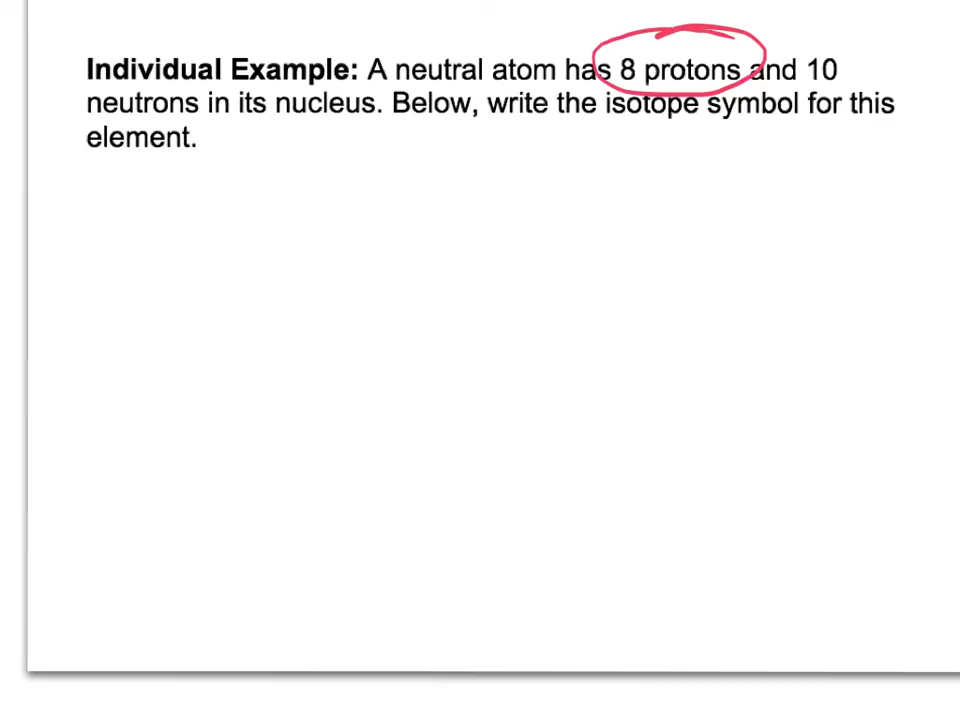 Individual Example: A neutral atom has 8 protons and 10
neutrons in its nucleus. Below, write the isotope symbol for this
element.